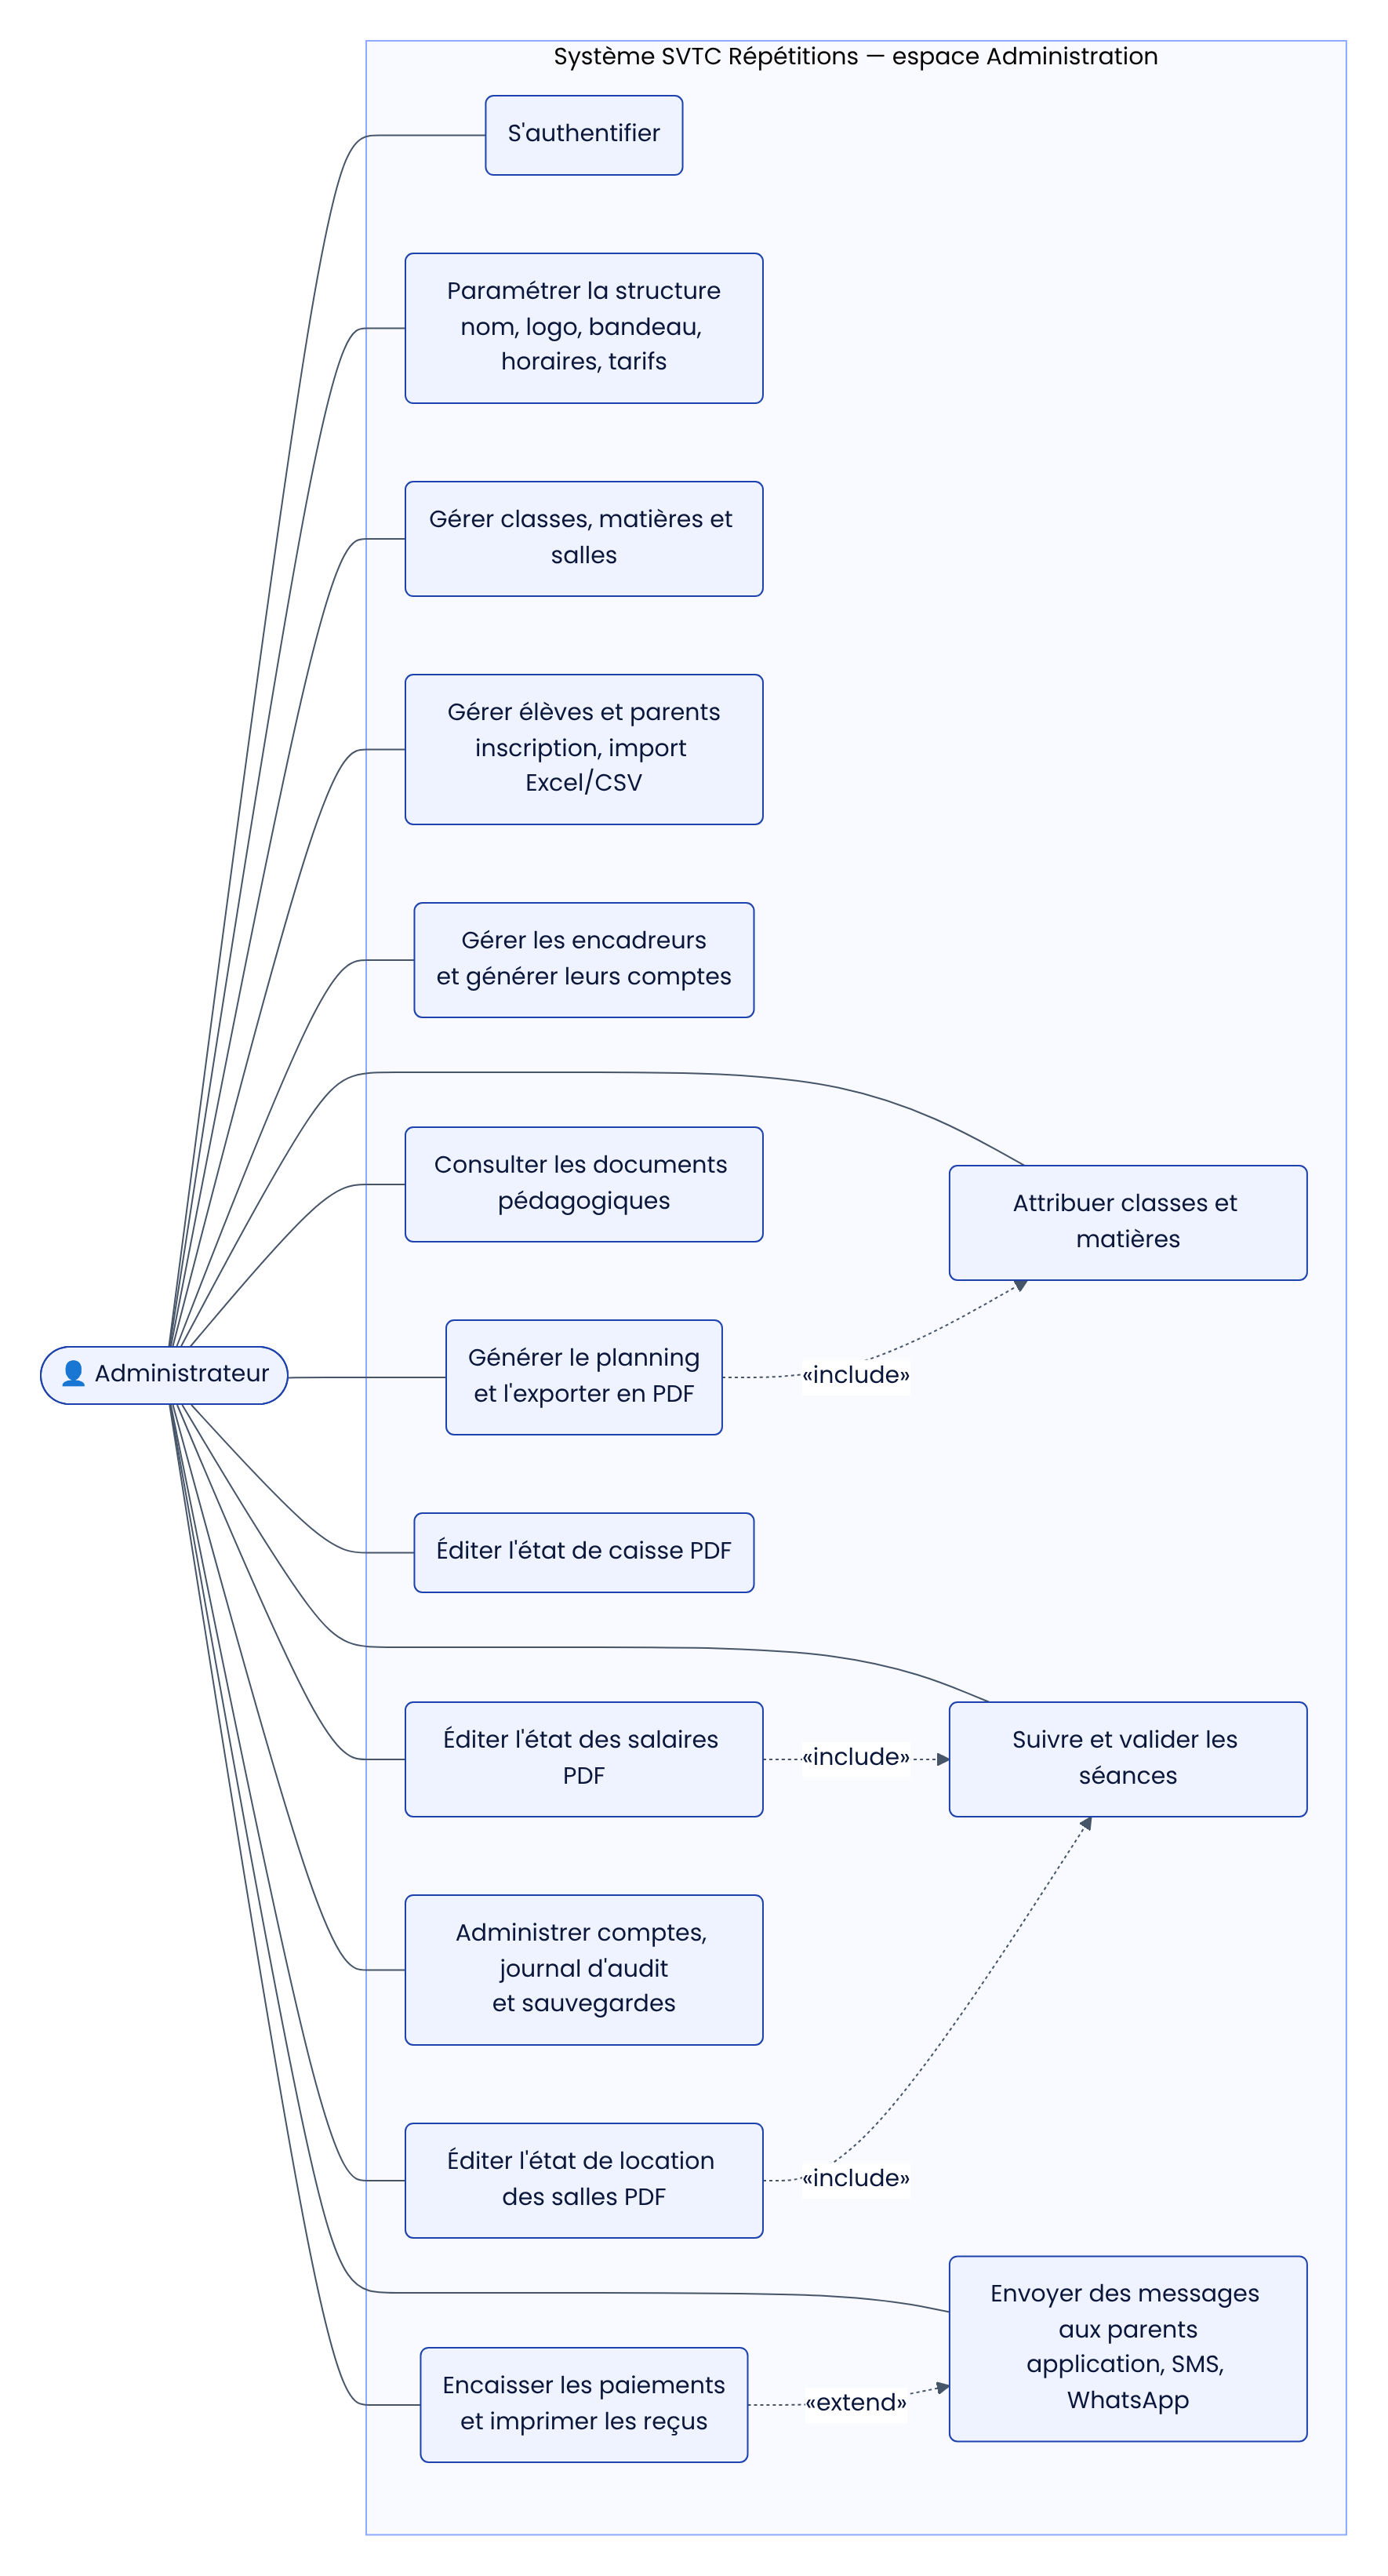 Système SVTC Répétitions — espace Administration
S'authentifier
Paramétrer la structure
nom, logo, bandeau,
horaires, tarifs
Gérer classes, matières et
salles
Gérer élèves et parents
inscription, import
Excel/CSV
Gérer les encadreurs
et générer leurs comptes
Consulter les documents
pédagogiques
Attribuer classes et
matières
Administrateur
Générer le planning
et l'exporter en PDF
«include»
Éditer l'état de caisse PDF
Éditer l'état des salaires
PDF
«include»
Suivre et valider les
séances
Administrer comptes,
journal d'audit
et sauvegardes
Éditer l'état de location
des salles PDF
«include»
Envoyer des messages
aux parents
application, SMS,
WhatsApp
Encaisser les paiements
et imprimer les reçus
«extend»